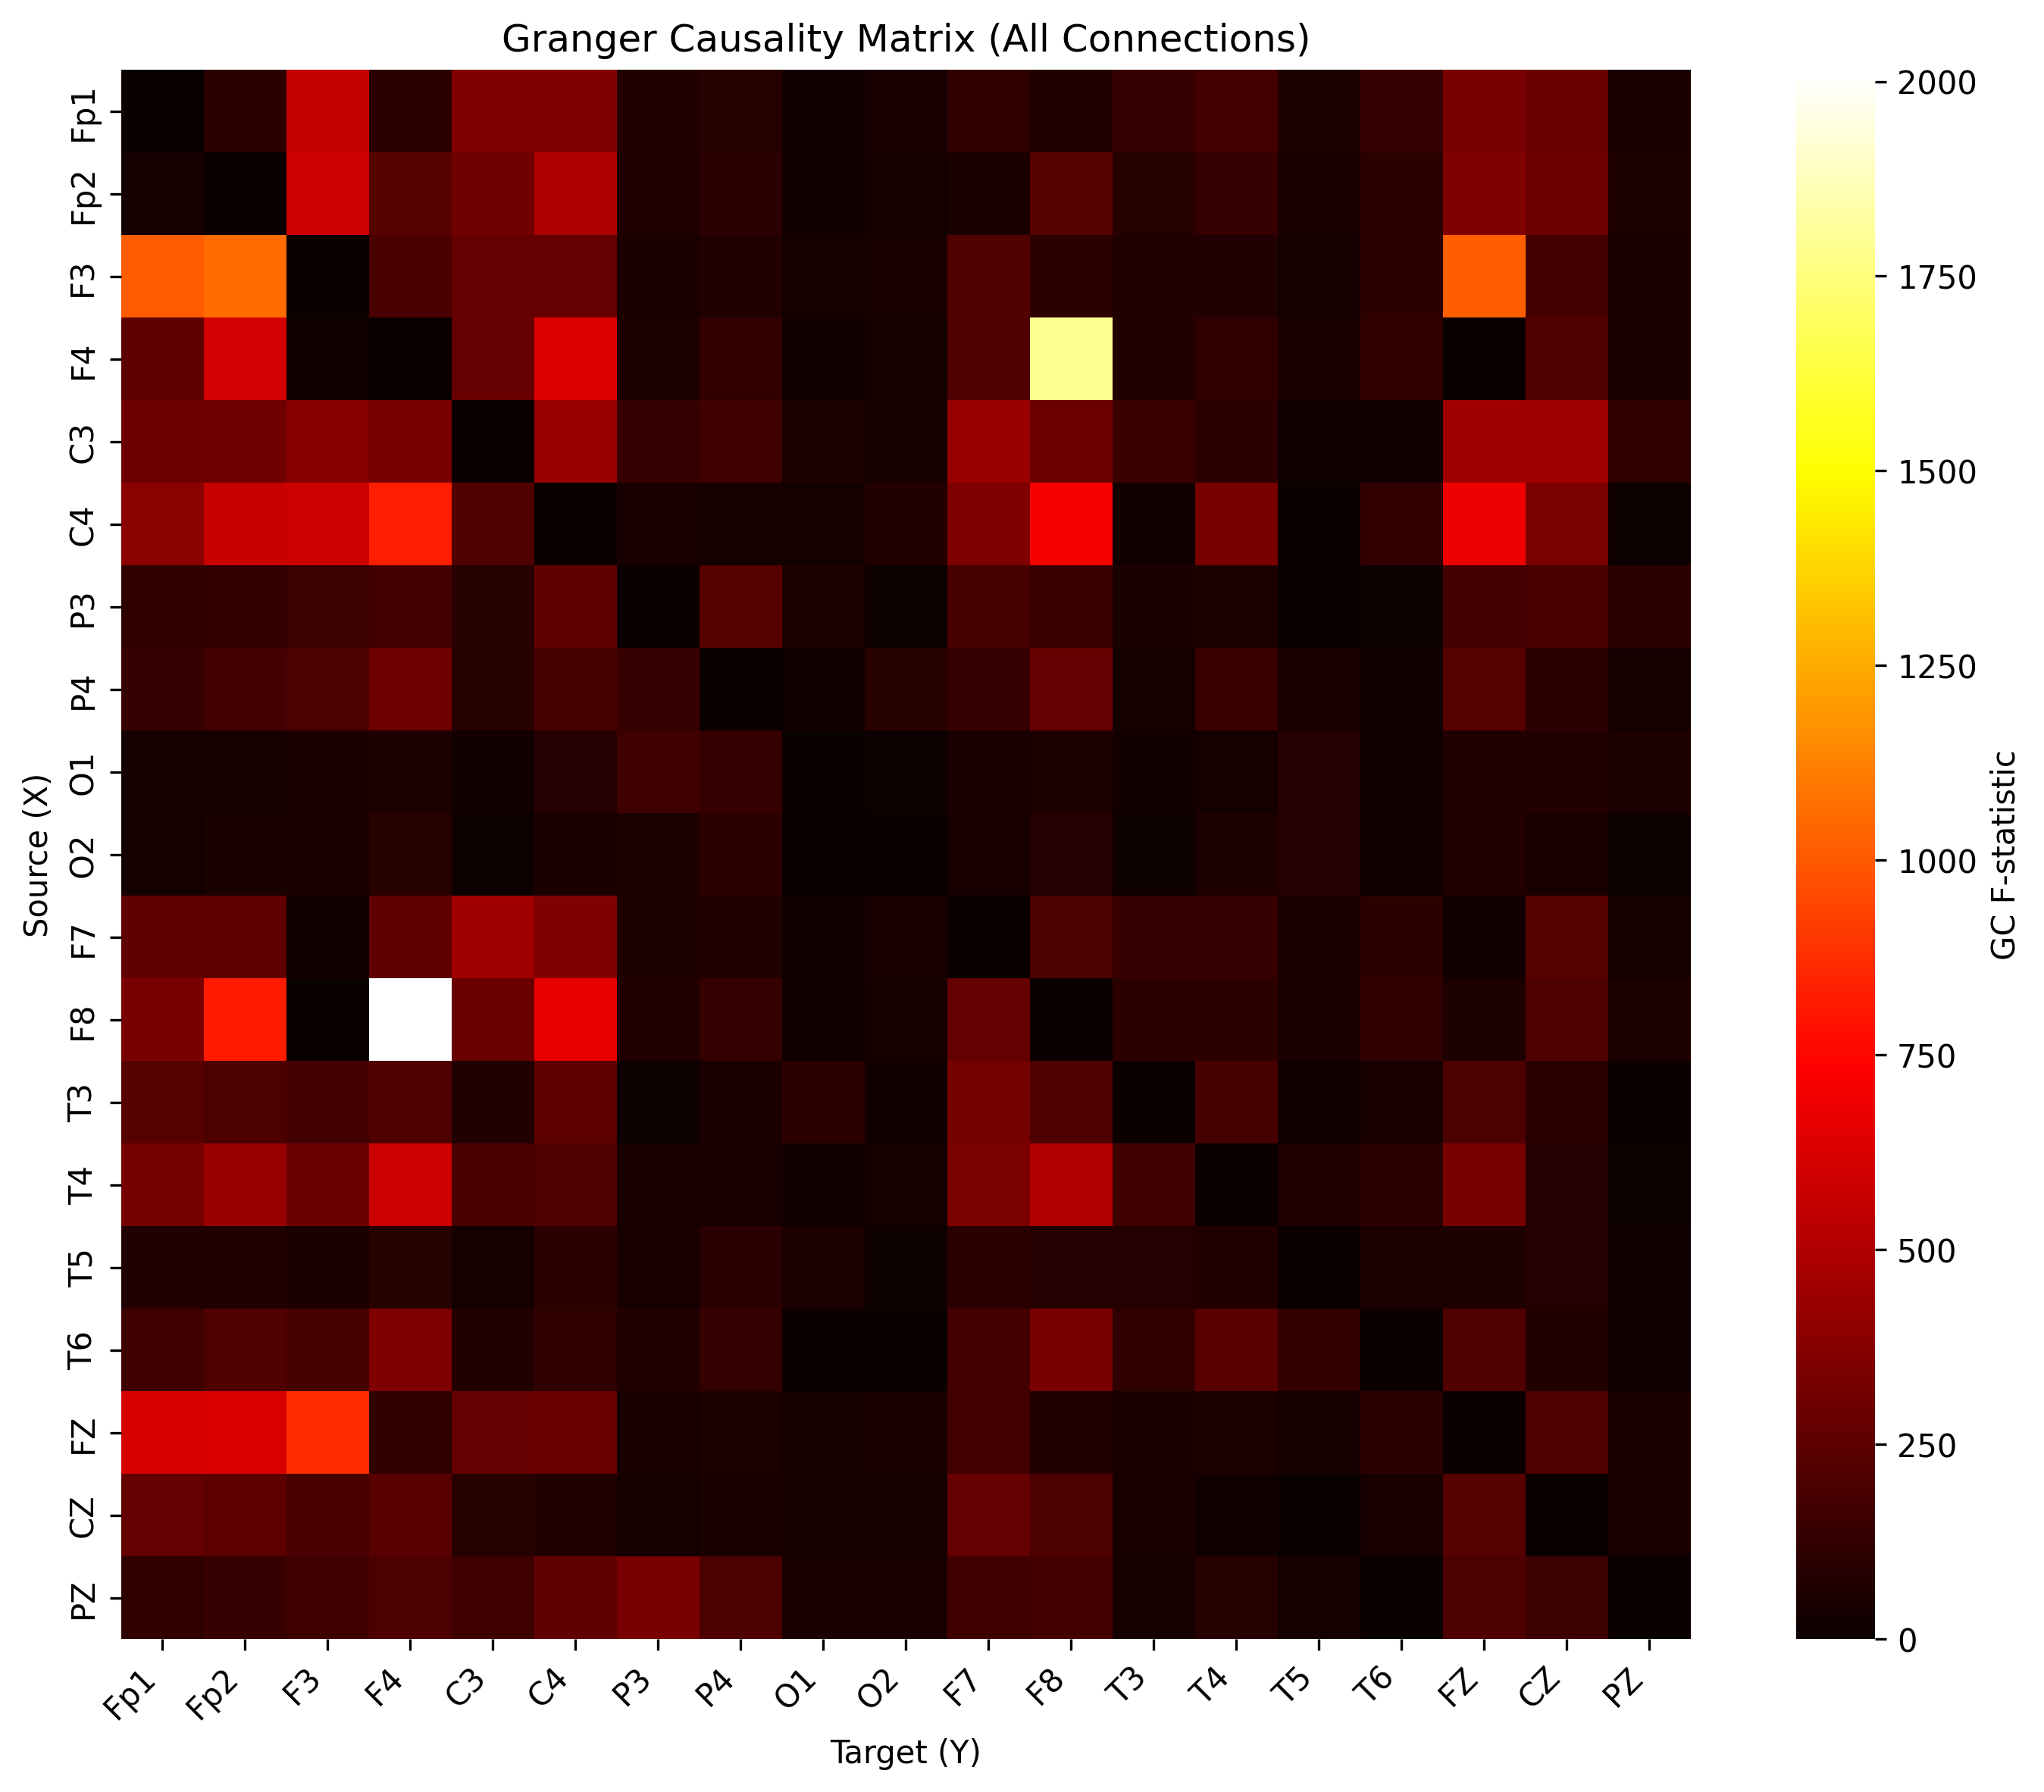 Granger Causality Matrix (All Connections)
Source (X)
Fp1
Fp2
F3
F4
C3
C4
P3
P4
O1
O2
F7
F8
T3
T4
T5
T6
FZ
CZ
PZ
Fp1 Fp2 F3 F4 C3 C4 P3 P4 O1 O2 F7 F8 T3 T4 T5 T6 FZ CZ PZ
Target (Y)
2000
1750
1500
1250
1000
750
500
250
0
GC F-statistic